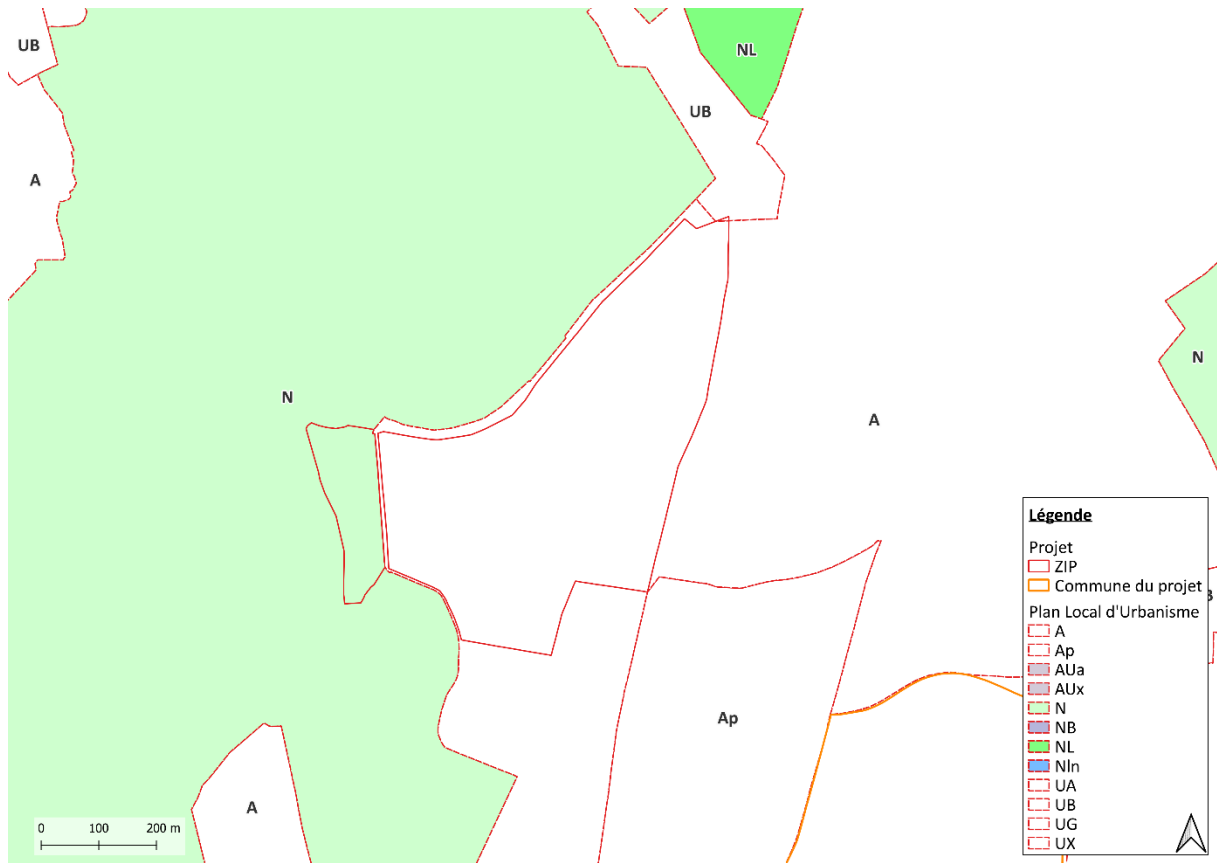 UB
NL
UB
A
N
A
N
Légende
Projet
ZIP
Commune du projet
Plan Local d'Urbanisme
A
Ap
AUa
AUx
N
NB
NL
Nln
UA
UB
UG
UX
Ap
A
0 100 200 m